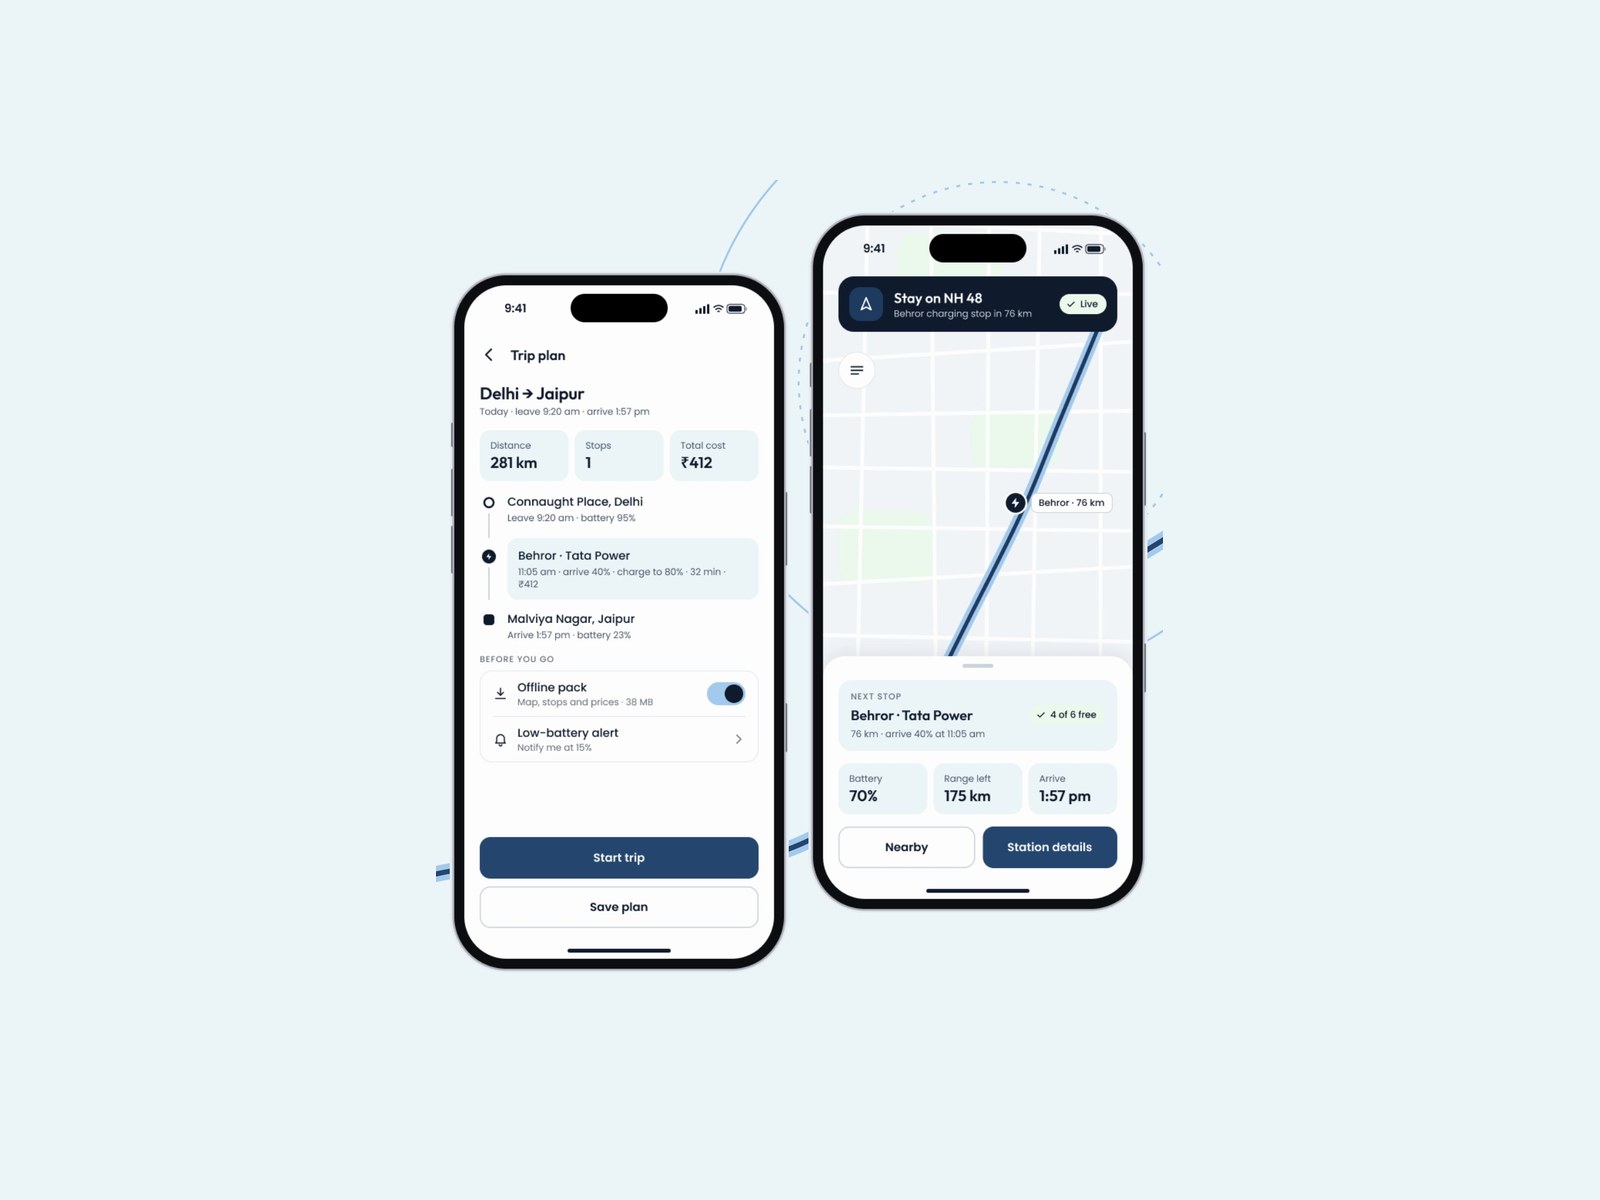 9:41
Trip plan
Delhi → Jaipur
Today · leave 9:20 am · arrive 1:57 pm
Distance
281 km
Stops
1
Total cost
₹412
Connaught Place, Delhi
Leave 9:20 am · battery 95%
Behror · Tata Power
11:05 am · arrive 40% · charge to 80% · 32 min ·
₹412
Malviya Nagar, Jaipur
Arrive 1:57 pm · battery 23%
BEFORE YOU GO
Offline pack
Map, stops and prices · 38 MB
Low-battery alert
Notify me at 15%
Start trip
Save plan
9:41
Stay on NH 48
Behror charging stop in 76 km
Live
Behror · 76 km
NEXT STOP
Behror · Tata Power
76 km · arrive 40% at 11:05 am
4 of 6 free
Battery
70%
Range left
175 km
Arrive
1:57 pm
Nearby
Station details